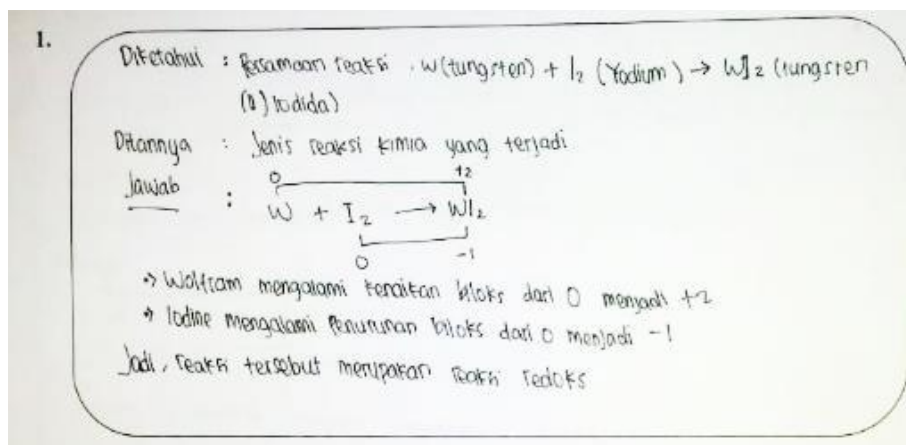 1.
Diketahui : Persamaan reaksi . W (tungsten) + I₂ (Yodium) → WI₂ (tungsten
(II) Iodida)
Ditannya : Jenis reaksi kimia yang terjadi
Jawab :
0 +2
W + I₂ → WI₂
0 -1
•> Wolfram mengalami kenaikan biloks dari 0 menjadi +2
•> Iodine mengalami Penurunan biloks dari 0 menjadi -1
Jadi, reaksi tersebut merupakan reaksi redoks